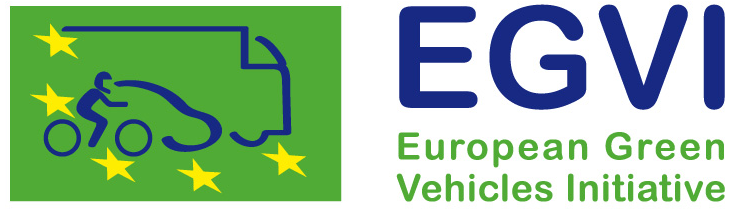 EGVI
European Green
Vehicles Initiative